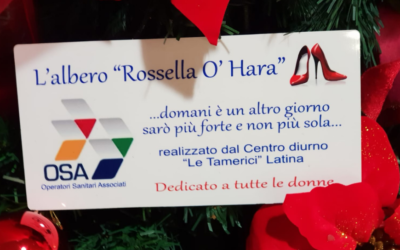 L'albero "Rossella O' Hara"
...domani è un altro giorno
sarò più forte e non più sola...
realizzato dal Centro diurno
"Le Tamerici" Latina
Dedicato a tutte le donne
OSA
Operatori Sanitari Associati